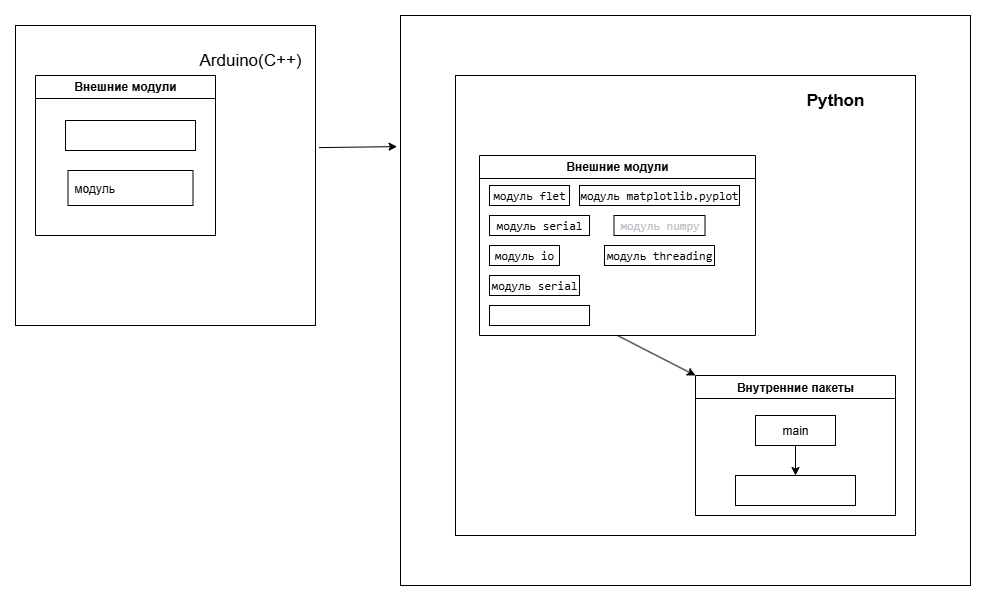 Arduino(C++)
Внешние модули
модуль
Python
Внешние модули
модуль flet
модуль matplotlib.pyplot
модуль serial
модуль numpy
модуль io
модуль threading
модуль serial
Внутренние пакеты
main